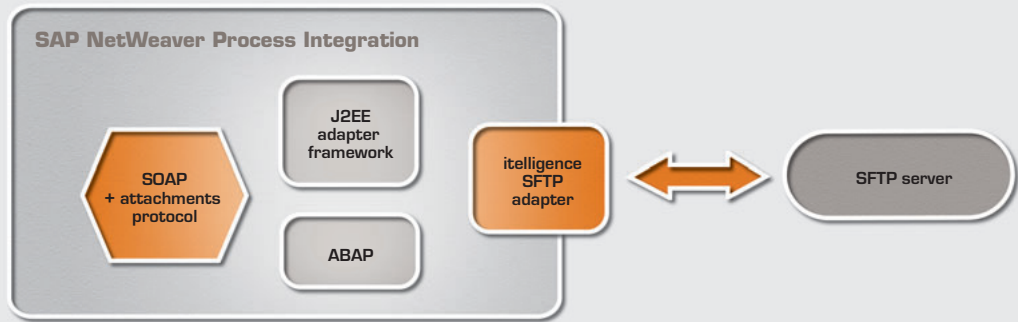 SAP NetWeaver Process Integration
J2EE
adapter
framework
SOAP
+ attachments
protocol
itelligence
SFTP
adapter
SFTP server
ABAP